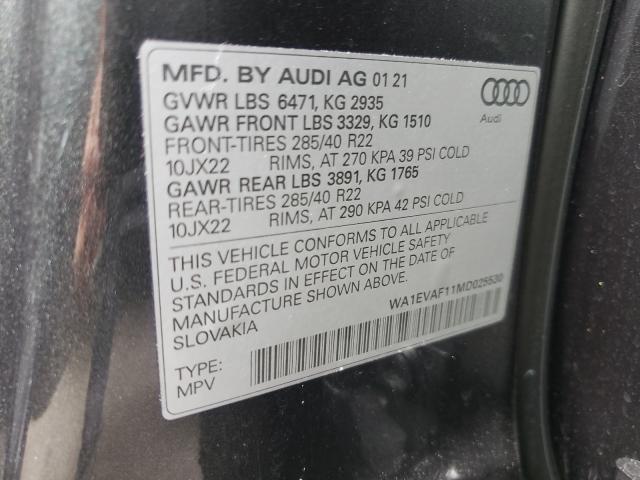 MFD. BY AUDI AG 01 21
GVWR LBS 6471, KG 2935
GAWR FRONT LBS 3329, KG 1510
FRONT-TIRES 285/40 R22
10JX22 RIMS, AT 270 KPA 39 PSI COLD
GAWR REAR LBS 3891, KG 1765
REAR-TIRES 285/40 R22
10JX22 RIMS, AT 290 KPA 42 PSI COLD
THIS VEHICLE CONFORMS TO ALL APPLICABLE
U.S. FEDERAL MOTOR VEHICLE SAFETY
STANDARDS IN EFFECT ON THE DATE OF
MANUFACTURE SHOWN ABOVE.
SLOVAKIA
WA1EVAF11MD025530
TYPE:
MPV
Audi